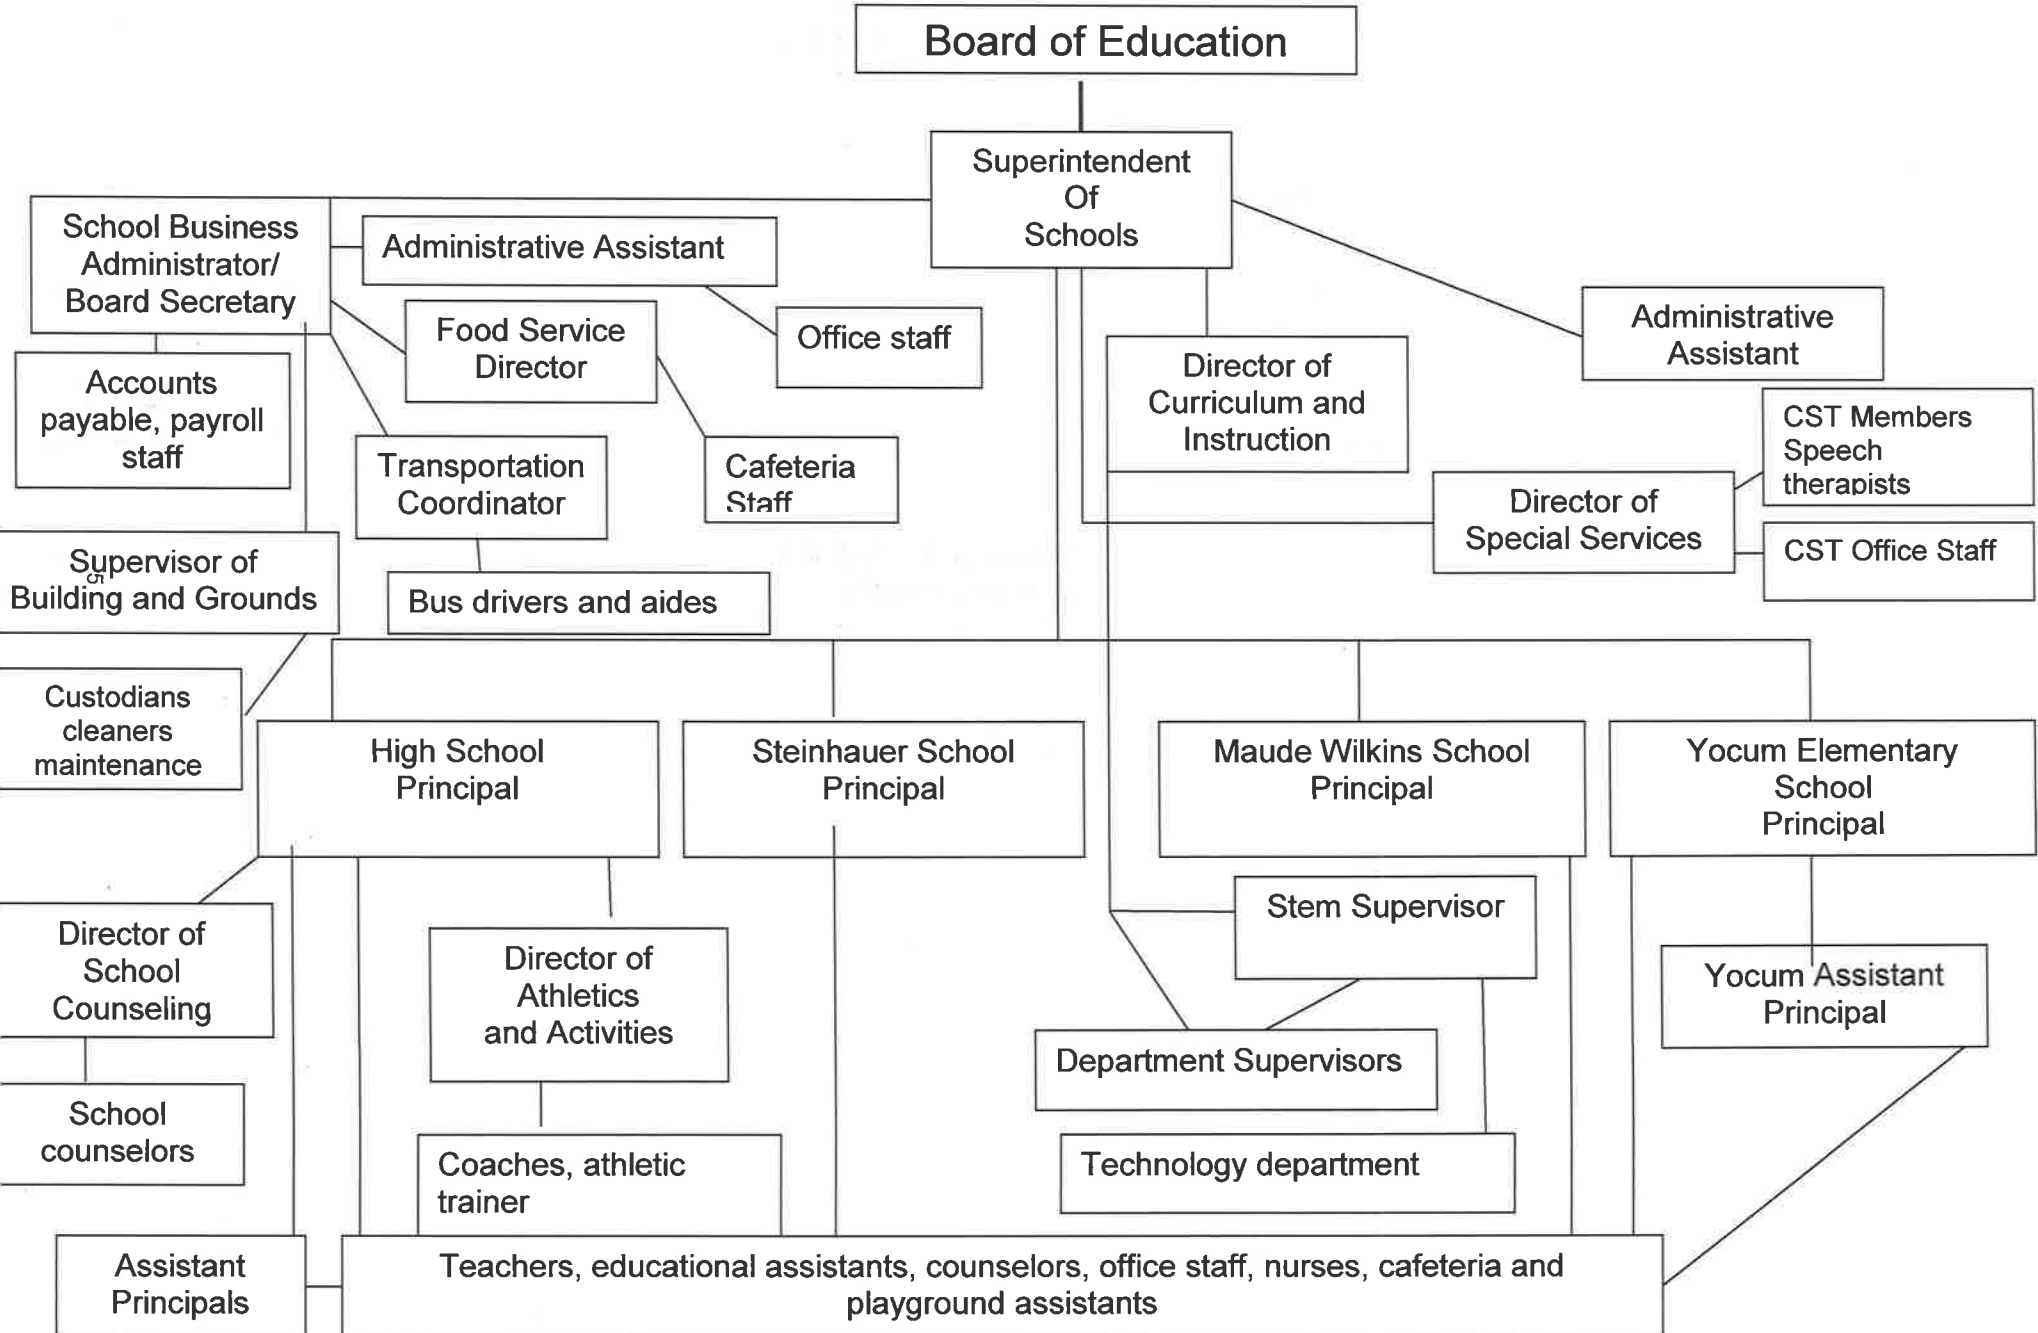 Board of Education
Superintendent
Of
Schools
School Business
Administrator/
Board Secretary
Administrative Assistant
Food Service
Director
Office staff
Administrative
Assistant
Director of
Curriculum and
Instruction
Accounts
payable, payroll
staff
Transportation
Coordinator
Cafeteria
Staff
CST Members
Speech
therapists
Director of
Special Services
CST Office Staff
Supervisor of
Building and Grounds
5
Bus drivers and aides
Custodians
cleaners
maintenance
High School
Principal
Steinhauer School
Principal
Maude Wilkins School
Principal
Yocum Elementary
School
Principal
Director of
School
Counseling
Director of
Athletics
and Activities
Stem Supervisor
Yocum Assistant
Principal
Department Supervisors
School
counselors
Coaches, athletic
trainer
Technology department
Assistant
Principals
Teachers, educational assistants, counselors, office staff, nurses, cafeteria and
playground assistants